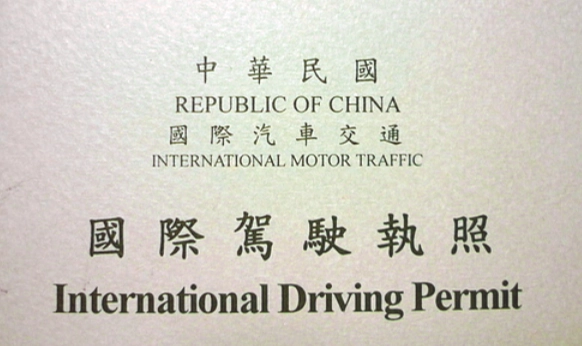 中華民國
REPUBLIC OF CHINA
國際汽車交通
INTERNATIONAL MOTOR TRAFFIC
國際駕駛執照
International Driving Permit